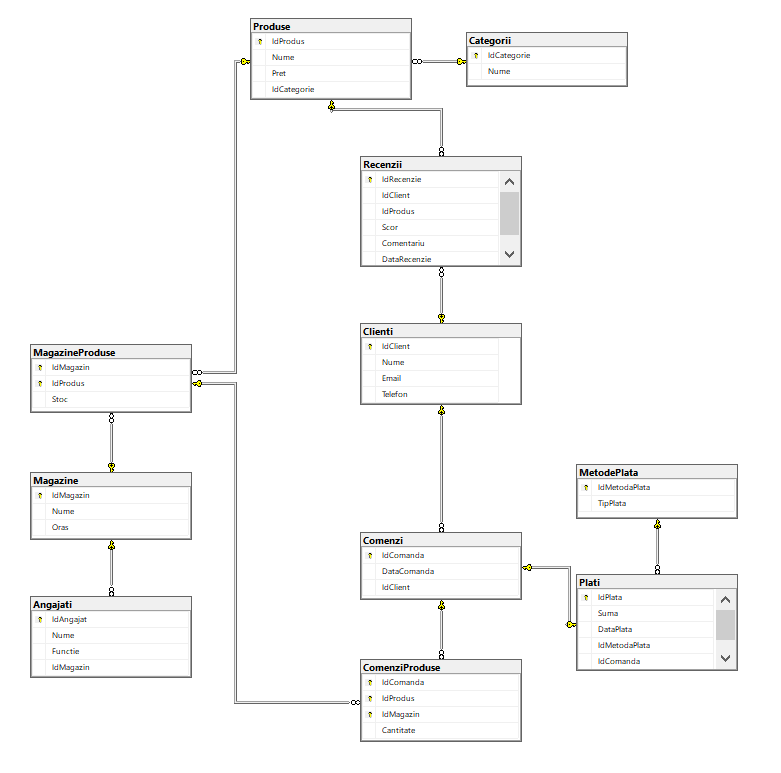 Produse
IdProdus
Nume
Pret
IdCategorie
Categorii
IdCategorie
Nume
Recenzii
IdRecenzie
IdClient
IdProdus
Scor
Comentariu
DataRecenzie
Clienti
IdClient
Nume
Email
Telefon
MagazineProduse
IdMagazin
IdProdus
Stoc
Magazine
IdMagazin
Nume
Oras
Angajati
IdAngajat
Nume
Functie
IdMagazin
Comenzi
IdComanda
DataComanda
IdClient
MetodePlata
IdMetodaPlata
TipPlata
Plati
IdPlata
Suma
DataPlata
IdMetodaPlata
IdComanda
ComenziProduse
IdComanda
IdProdus
IdMagazin
Cantitate